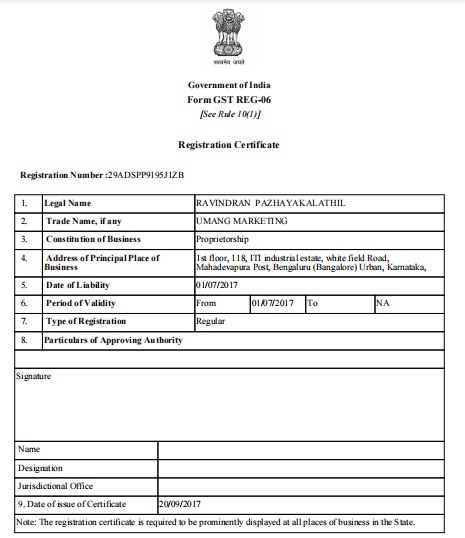 सत्यमेव जयते
Government of India
Form GST REG-06
[See Rule 10(1)]
Registration Certificate
Registration Number :29ADSPP9195J1ZB
1. Legal Name RAVINDRAN PAZHAYAKALATHIL
2. Trade Name, if any UMANG MARKETING
3. Constitution of Business Proprietorship
4. Address of Principal Place of Business 1st floor, 118, ITI industrial estate, white field Road, Mahadevapura Post, Bengaluru (Bangalore) Urban, Karnataka,
5. Date of Liability 01/07/2017
6. Period of Validity From 01/07/2017 To NA
7. Type of Registration Regular
8. Particulars of Approving Authority
Signature
Name
Designation
Jurisdictional Office
9. Date of issue of Certificate 20/09/2017
Note: The registration certificate is required to be prominently displayed at all places of business in the State.